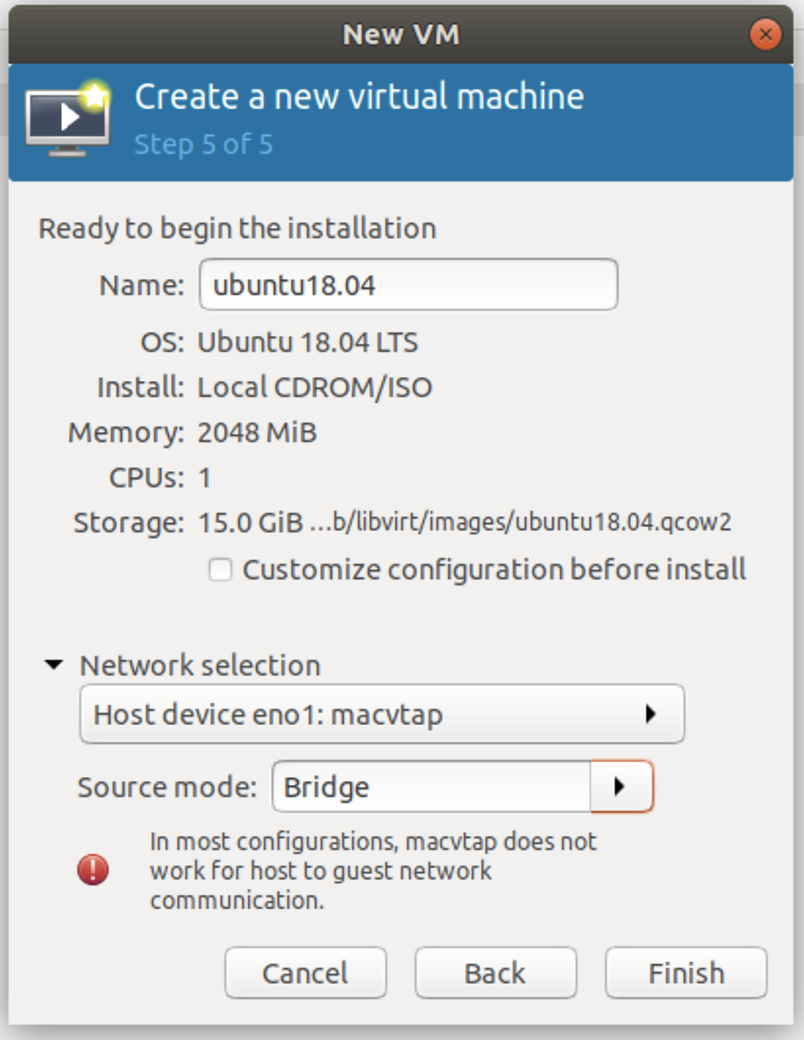 New VM
Create a new virtual machine
Step 5 of 5
Ready to begin the installation
Name: ubuntu18.04
OS: Ubuntu 18.04 LTS
Install: Local CDROM/ISO
Memory: 2048 MiB
CPUs: 1
Storage: 15.0 GiB ...b/libvirt/images/ubuntu18.04.qcow2
Customize configuration before install
Network selection
Host device eno1: macvtap
Source mode: Bridge
In most configurations, macvtap does not
work for host to guest network
communication.
Cancel Back Finish